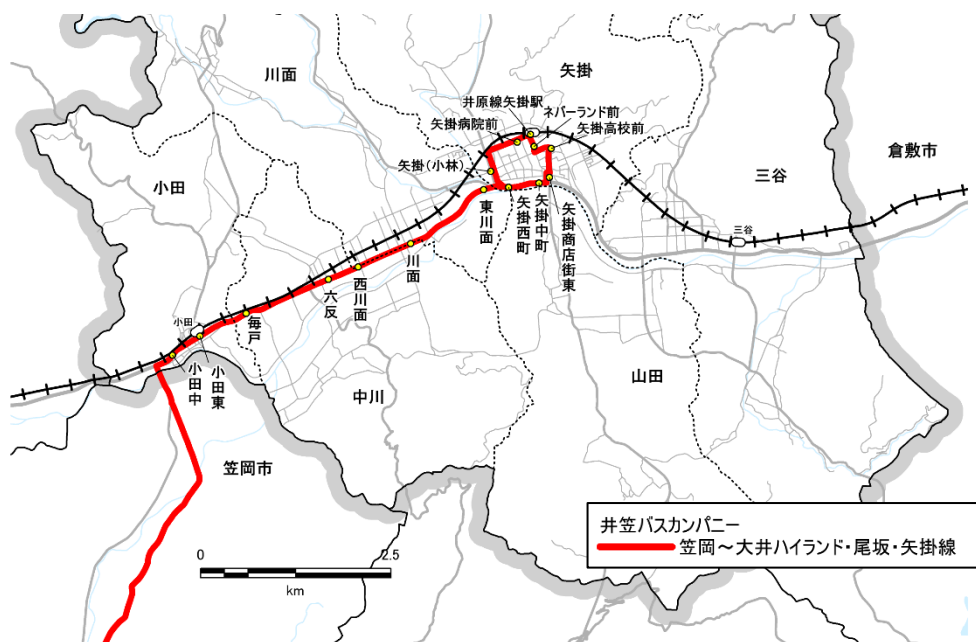 川面
矢掛
井原線矢掛駅
ネバーランド前
矢掛病院前
矢掛高校前
倉敷市
三谷
矢掛(小林)
小田
東川面
矢掛西町
矢掛中町
矢掛商店街東
三谷
川面
西川面
六反
毎戸
小田
小田東
小田中
山田
中川
笠岡市
井笠バスカンパニー
笠岡～大井ハイランド・尾坂・矢掛線
0
2.5
km